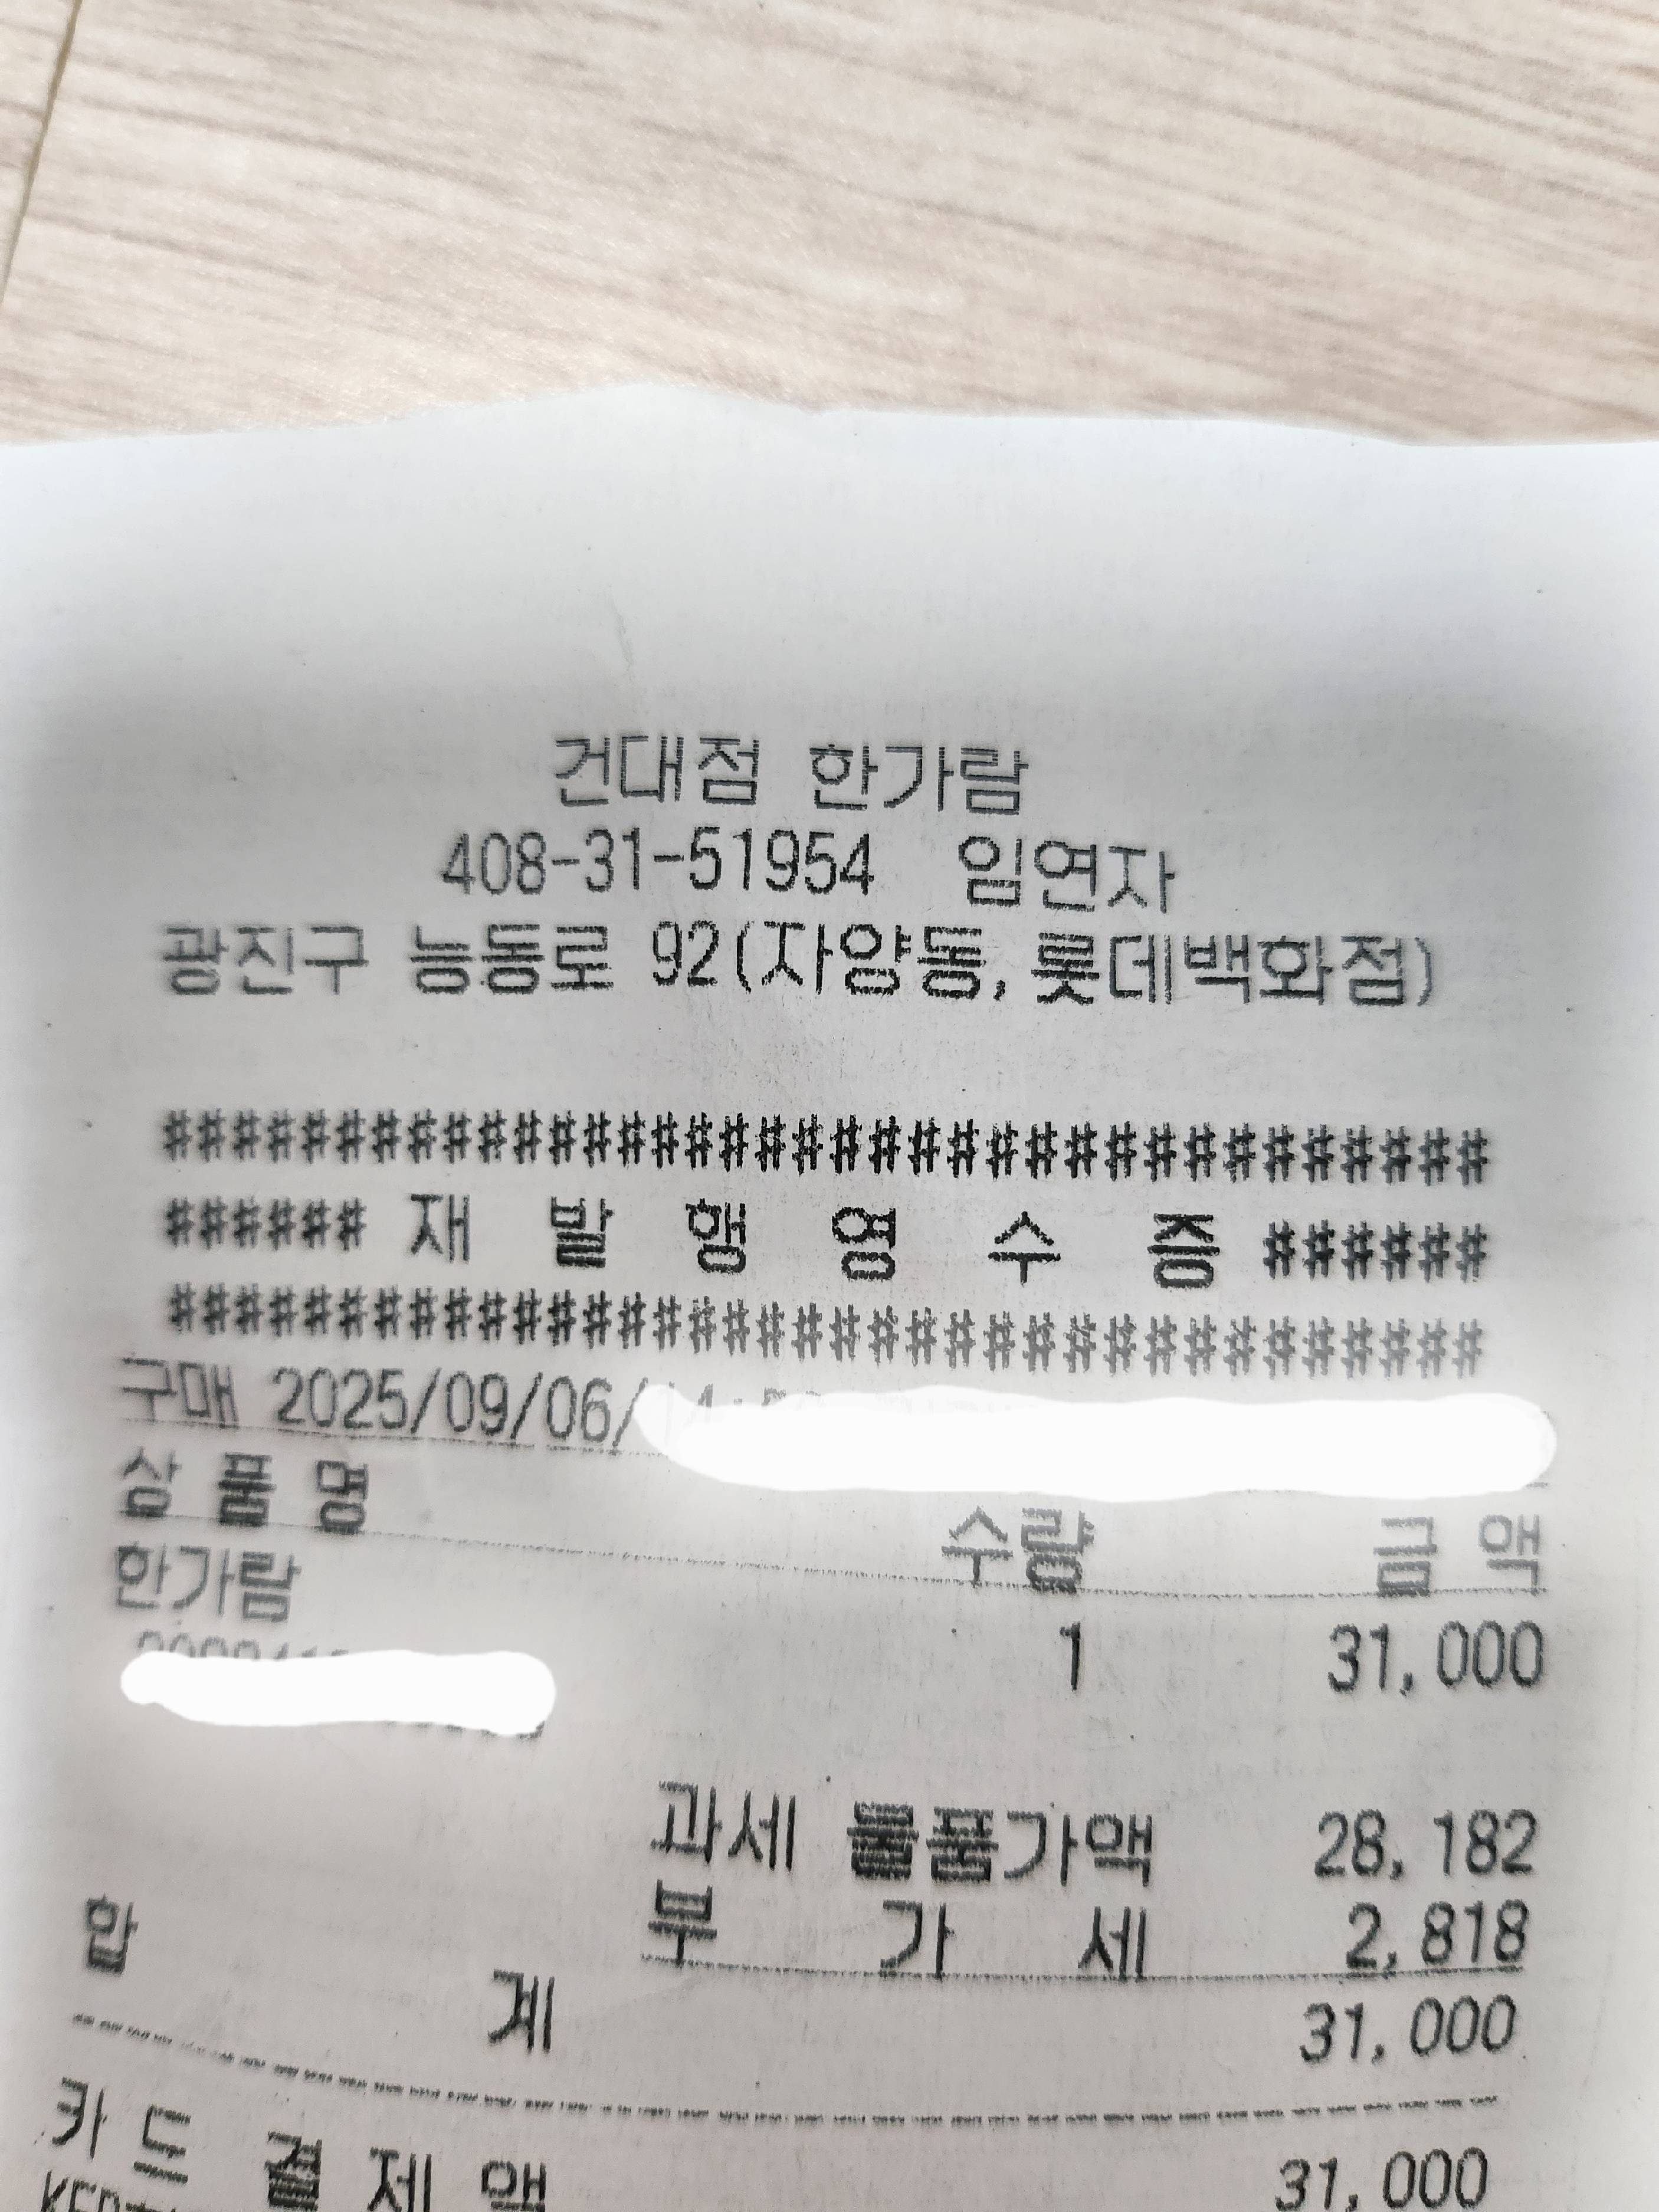 건대점 한가람
408-31-51954 임연자
광진구 능동로 92(자양동,롯데백화점)
##################################
###### 재 발 행 영 수 증 ######
##################################
구매 2025/09/06/
상 품 명 수량 금 액
한가람
1 31,000
과세 물품가액 28,182
부 가 세 2,818
합 계 31,000
카 드 결 제 액 31,000